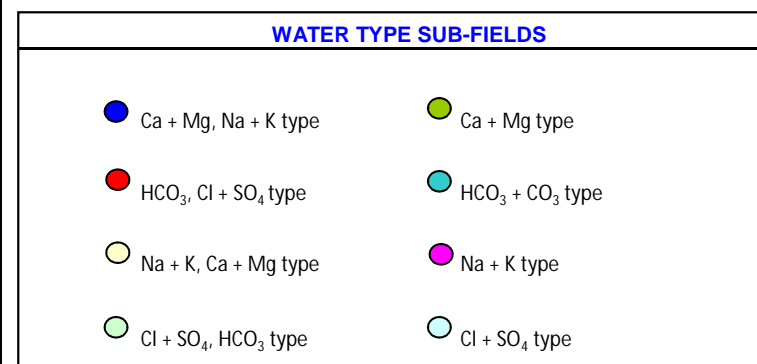 WATER TYPE SUB-FIELDS
Ca + Mg, Na + K type
Ca + Mg type
HCO₃, Cl + SO₄ type
HCO₃ + CO₃ type
Na + K, Ca + Mg type
Na + K type
Cl + SO₄, HCO₃ type
Cl + SO₄ type